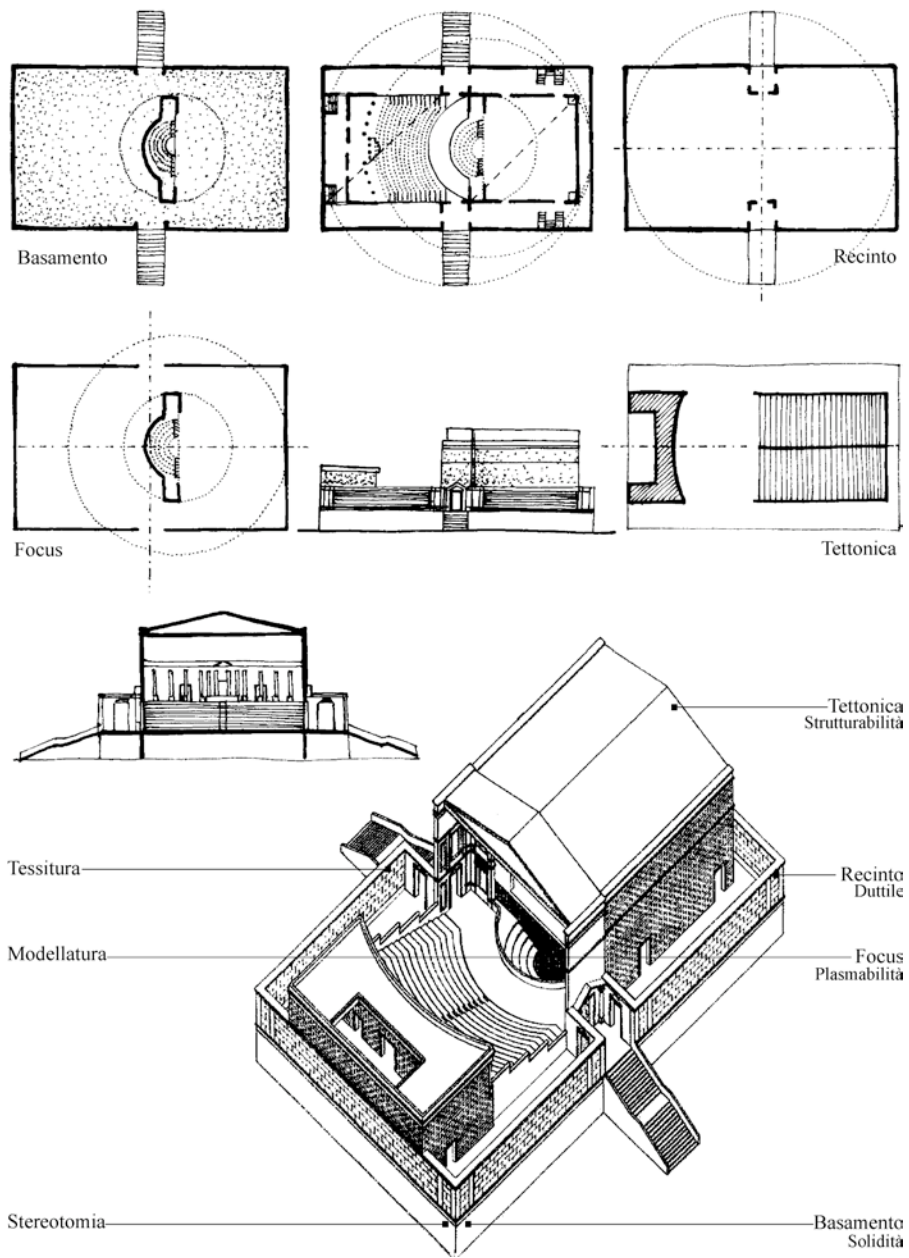 Basamento
Recinto
Focus
Tettonica
Tettonica
Strutturabilità
Tessitura
Recinto
Duttile
Modellatura
Focus
Plasmabilità
Stereotomia
Basamento
Solidità